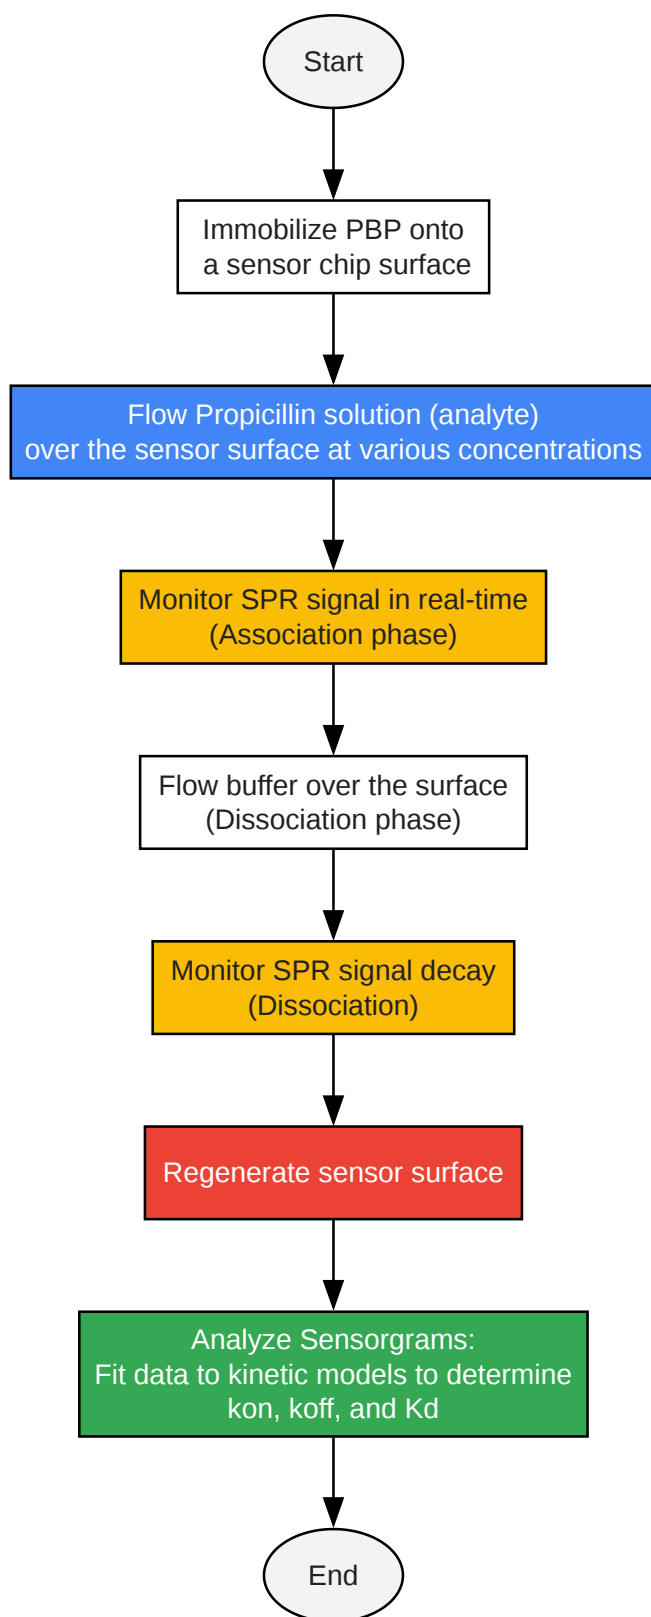 Start
Immobilize PBP onto
a sensor chip surface
Flow Propicillin solution (analyte)
over the sensor surface at various concentrations
Monitor SPR signal in real-time
(Association phase)
Flow buffer over the surface
(Dissociation phase)
Monitor SPR signal decay
(Dissociation)
Regenerate sensor surface
Analyze Sensorgrams:
Fit data to kinetic models to determine
kon, koff, and Kd
End